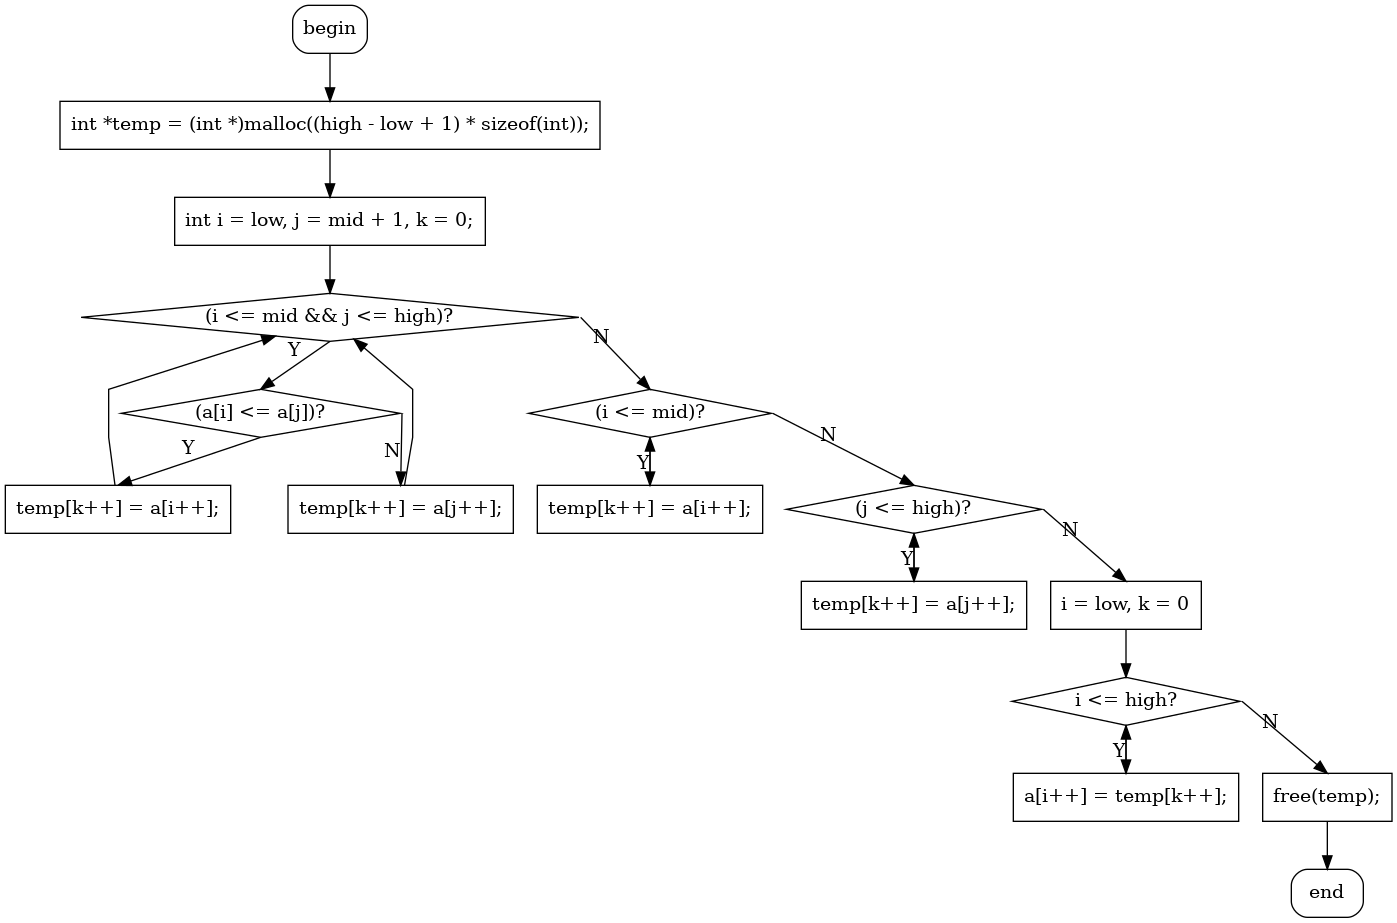 begin
int *temp = (int *)malloc((high - low + 1) * sizeof(int));
int i = low, j = mid + 1, k = 0;
(i <= mid && j <= high)?
Y
N
(a[i] <= a[j])?
(i <= mid)?
Y
N
Y
N
temp[k++] = a[i++];
temp[k++] = a[j++];
temp[k++] = a[i++];
(j <= high)?
Y
N
temp[k++] = a[j++];
i = low, k = 0
i <= high?
Y
N
a[i++] = temp[k++];
free(temp);
end